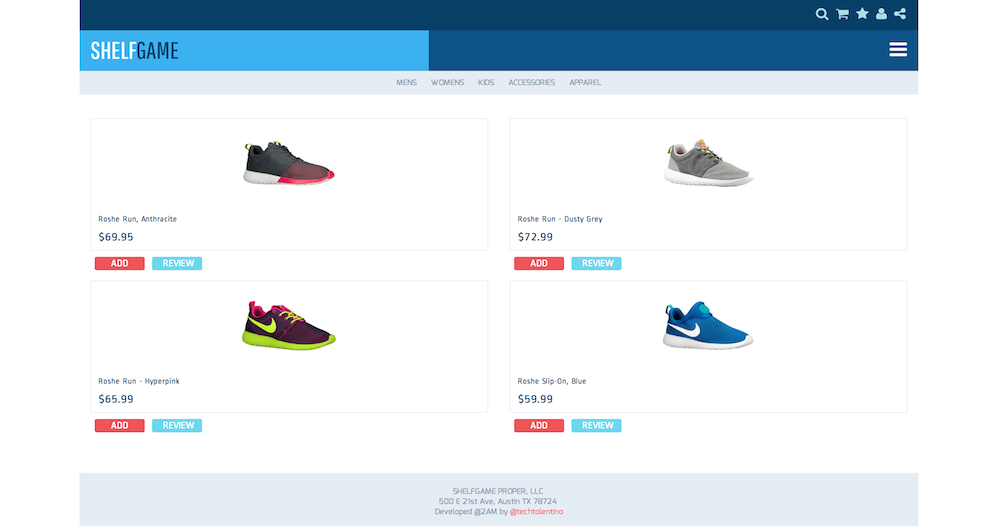 SHELFGAME
MENS WOMENS KIDS ACCESSORIES APPAREL
Roshe Run, Anthracite
$69.95
ADD REVIEW
Roshe Run - Dusty Grey
$72.99
ADD REVIEW
Roshe Run - Hyperpink
$65.99
ADD REVIEW
Roshe Slip-On, Blue
$59.99
ADD REVIEW
SHELFGAME PROPER, LLC
500 E 21st Ave, Austin TX 78724
Developed @2AM by @techtolentino